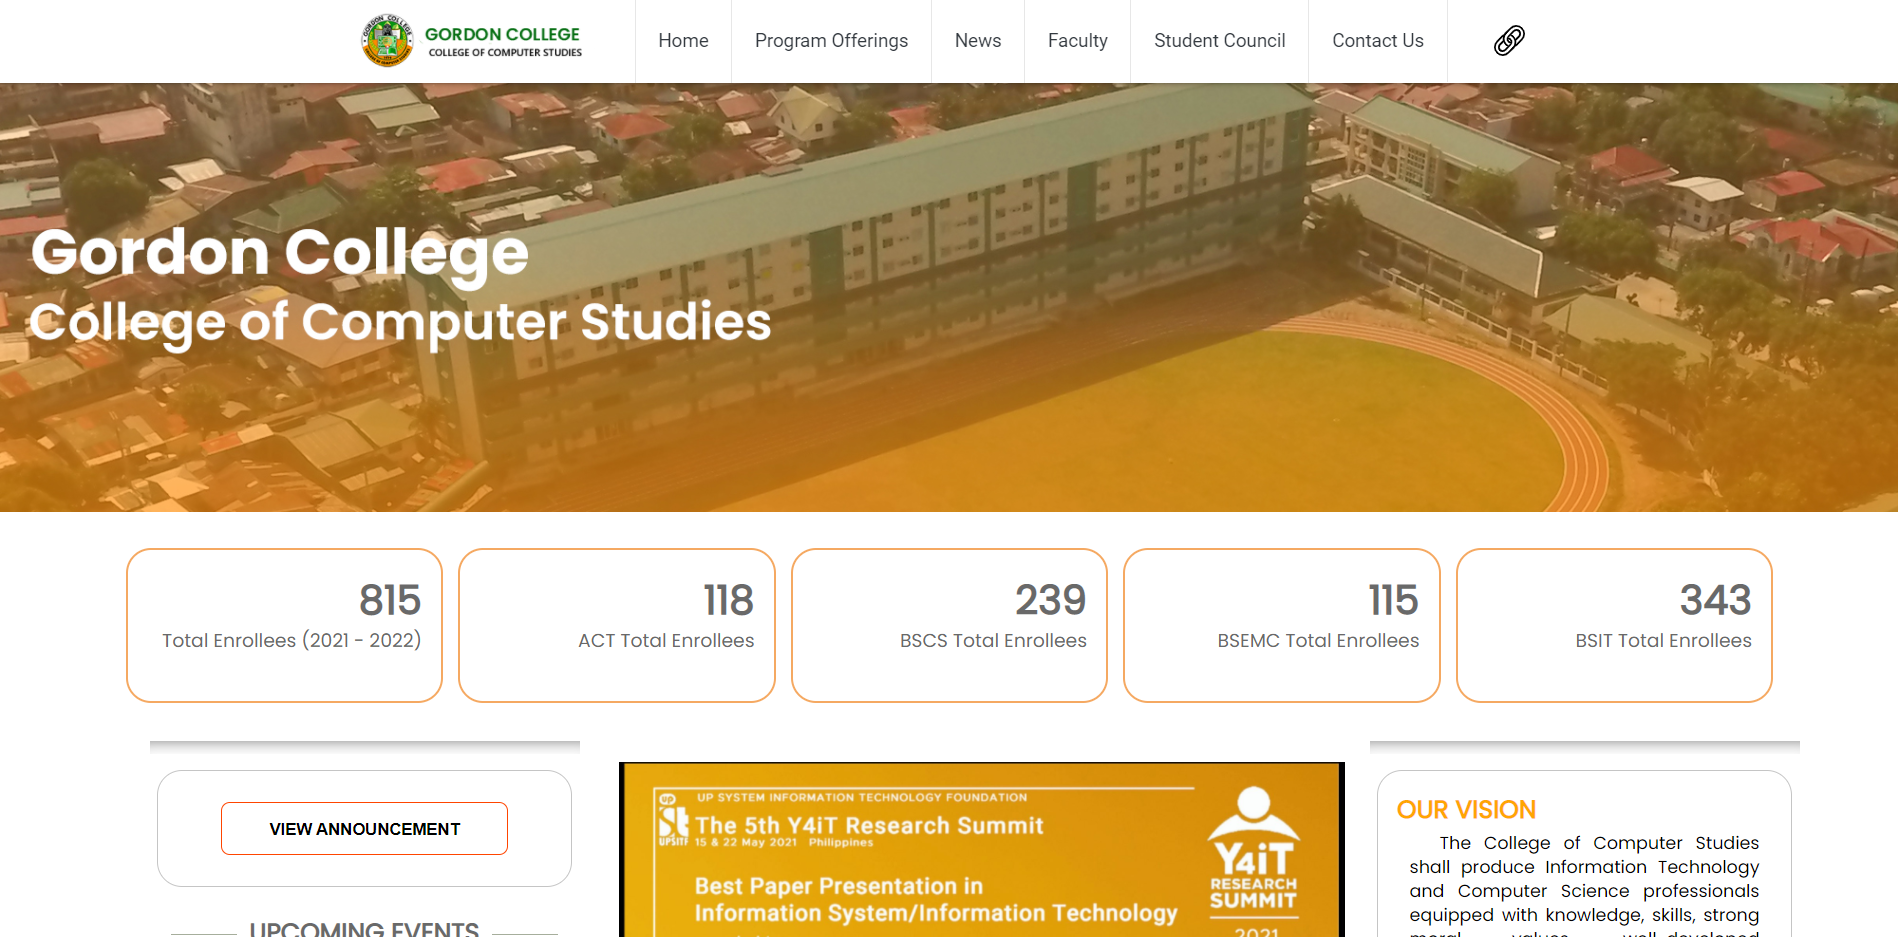 GORDON COLLEGE
COLLEGE OF COMPUTER STUDIES
Home
Program Offerings
News
Faculty
Student Council
Contact Us
Gordon College
College of Computer Studies
815
Total Enrollees (2021 - 2022)
118
ACT Total Enrollees
239
BSCS Total Enrollees
115
BSEMC Total Enrollees
343
BSIT Total Enrollees
VIEW ANNOUNCEMENT
UPCOMING EVENTS
UP SYSTEM INFORMATION TECHNOLOGY FOUNDATION
UPSITF
The 5th Y4iT Research Summit
15 & 22 May 2021 Philippines
Best Paper Presentation in
Information System/Information Technology
Y4iT
RESEARCH
SUMMIT
2021
OUR VISION
The College of Computer Studies
shall produce Information Technology
and Computer Science professionals
equipped with knowledge, skills, strong
moral values, well-developed